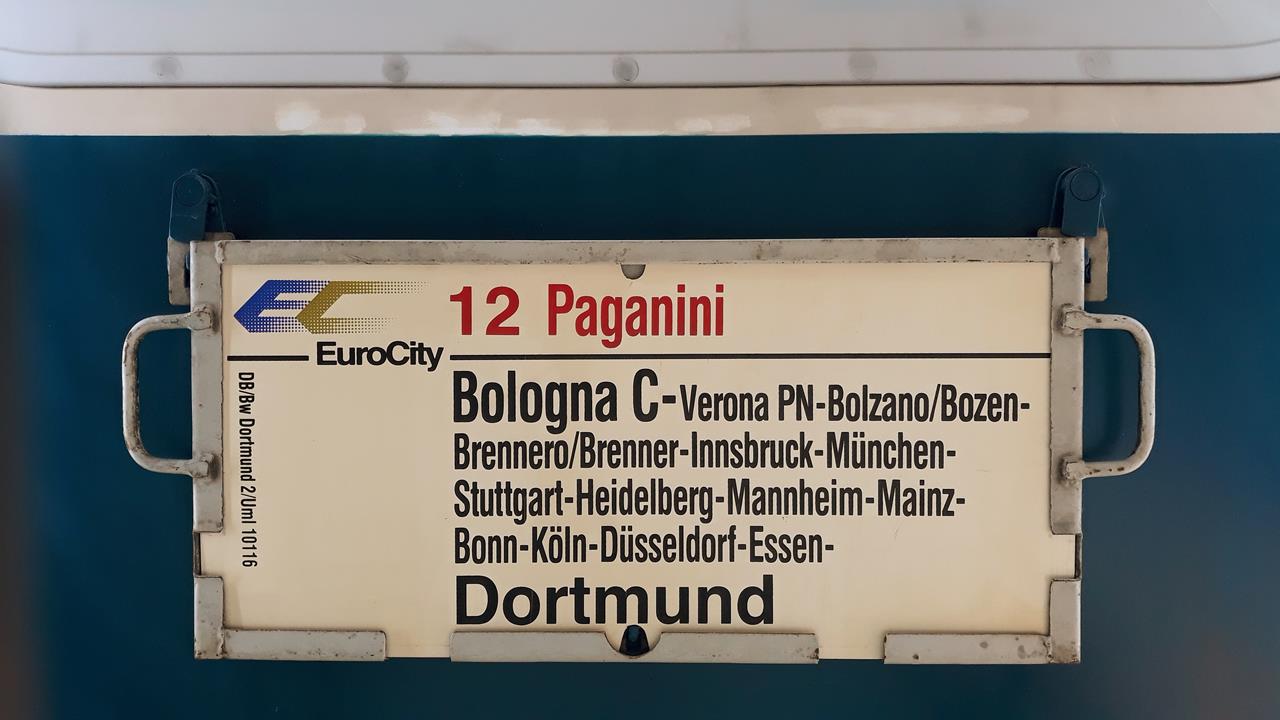 EC
12 Paganini
EuroCity
Bologna C-Verona PN-Bolzano/Bozen-
Brennero/Brenner-Innsbruck-München-
Stuttgart-Heidelberg-Mannheim-Mainz-
Bonn-Köln-Düsseldorf-Essen-
Dortmund
DB/Bw Dortmund 2/Uml 10116